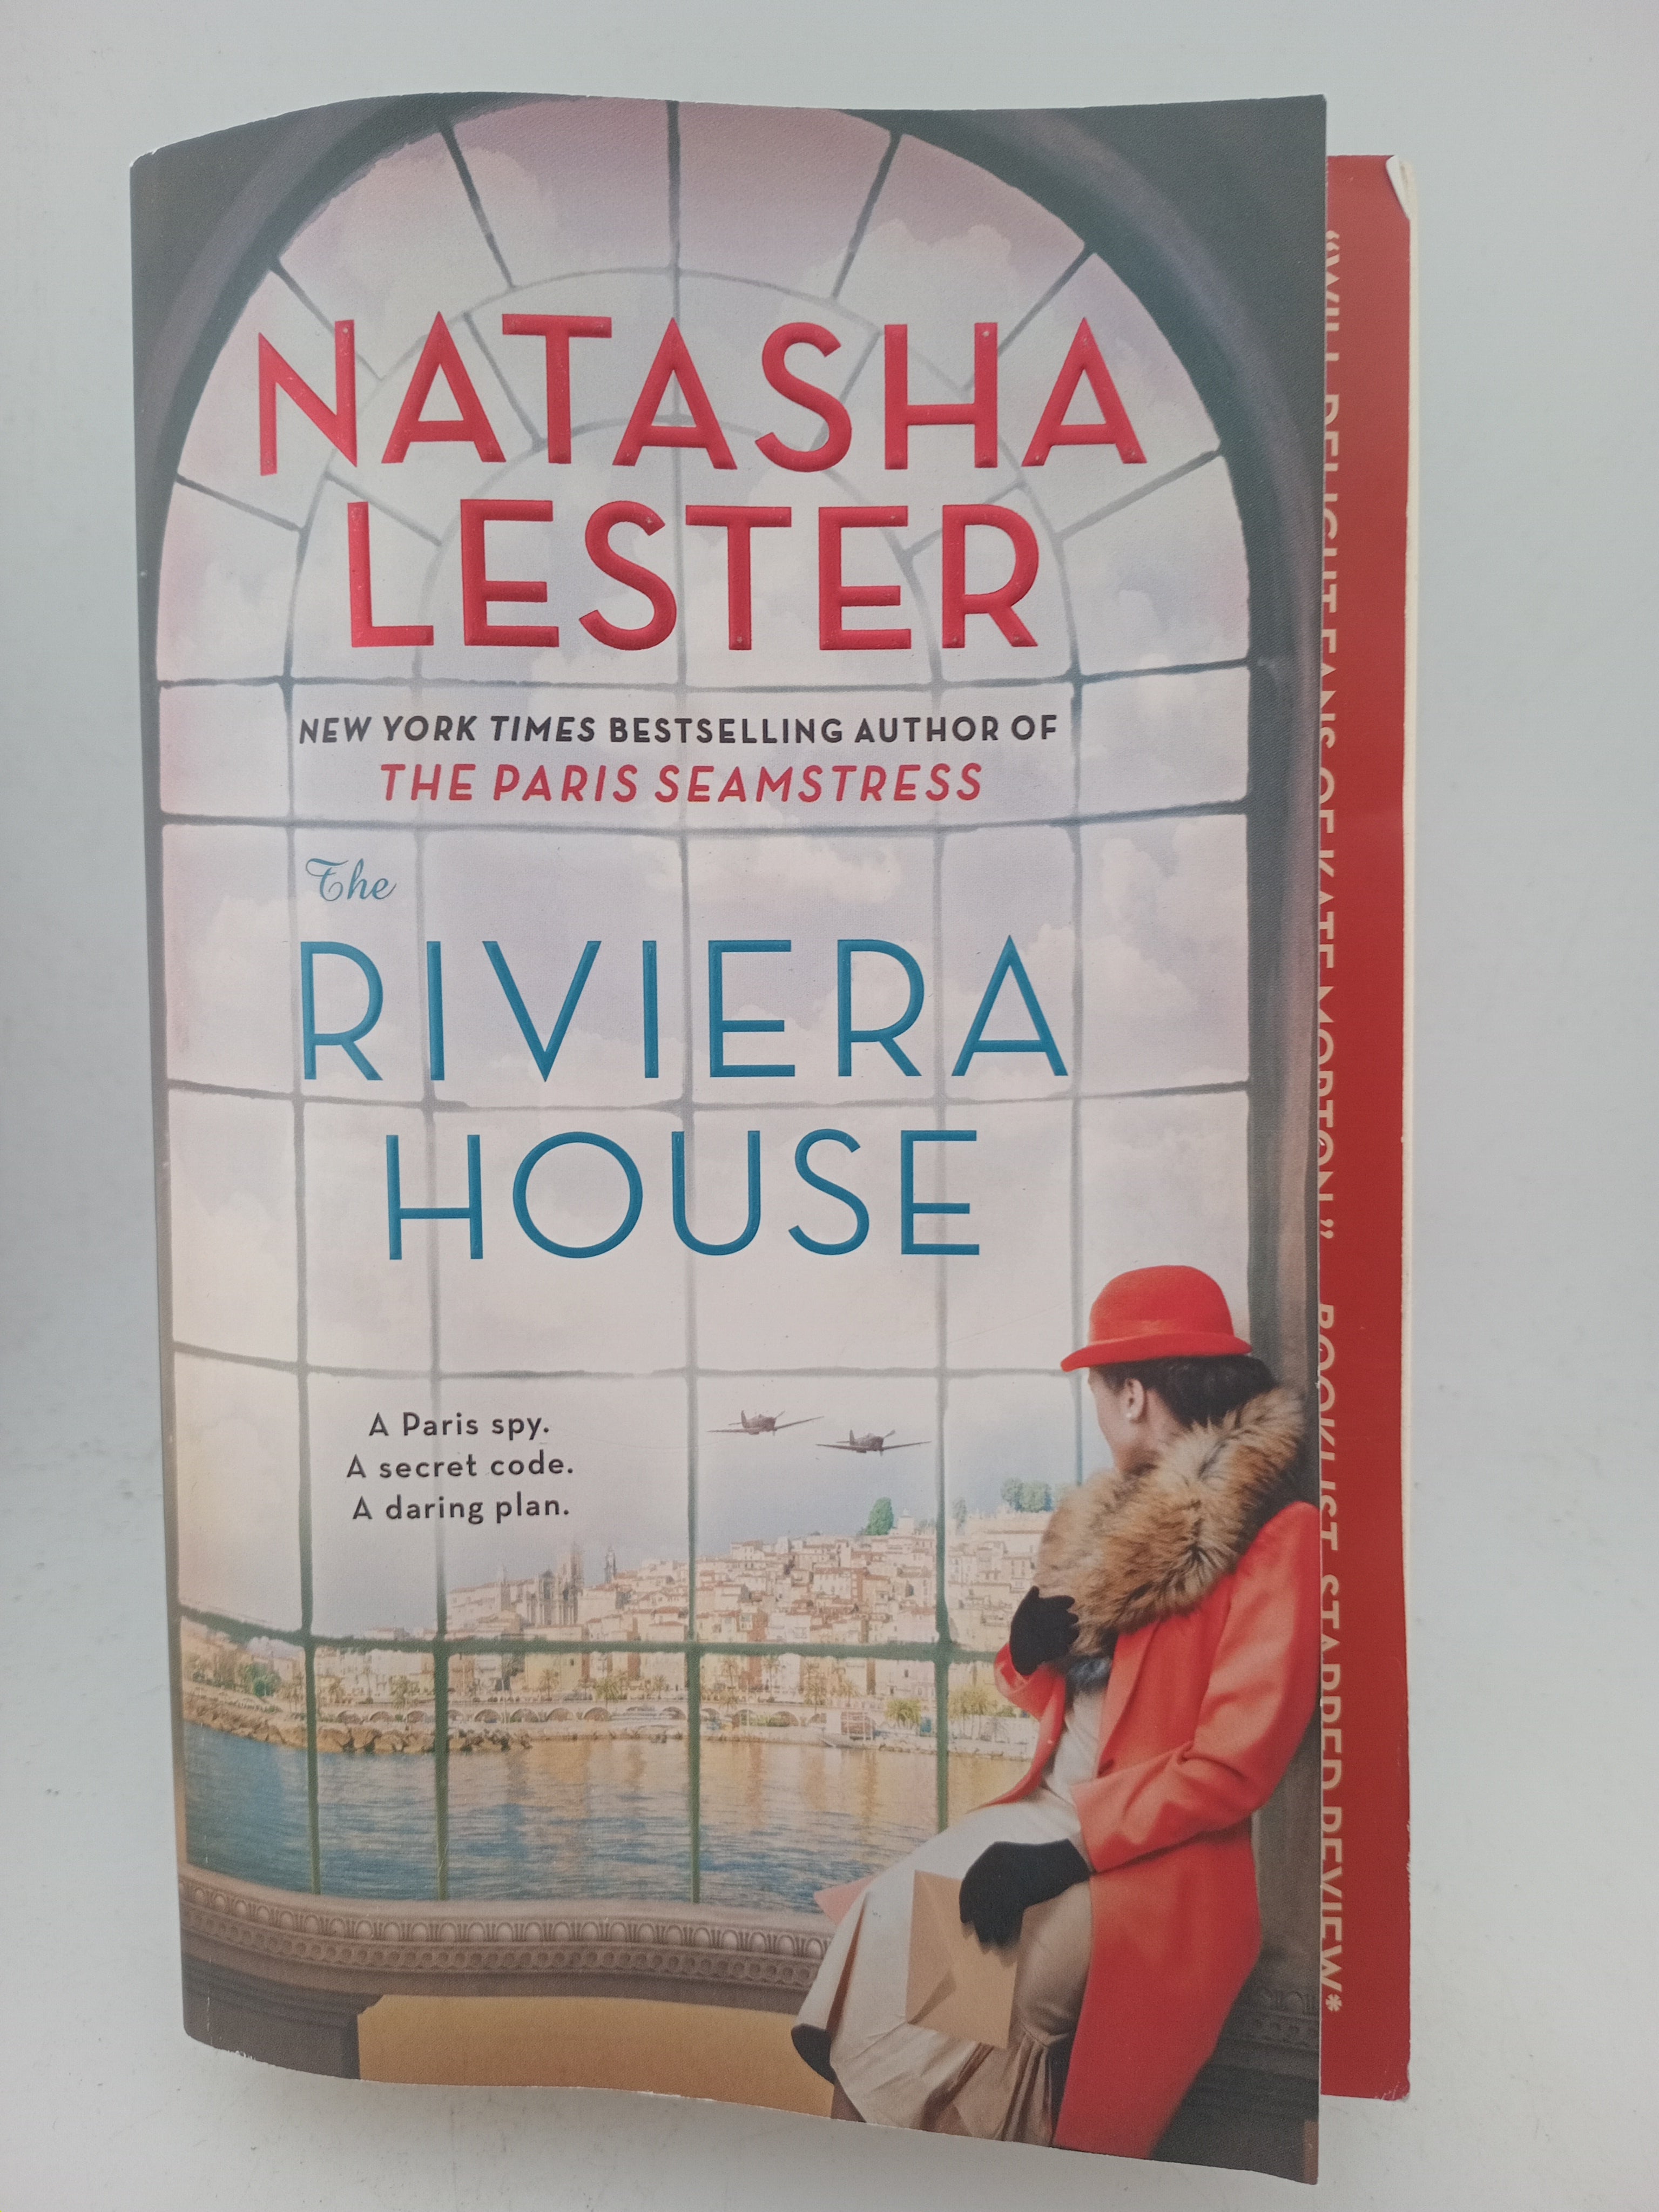 NATASHA
LESTER
NEW YORK TIMES BESTSELLING AUTHOR OF
THE PARIS SEAMSTRESS
The
RIVIERA
HOUSE
A Paris spy.
A secret code.
A daring plan.
“WILL DELIGHT FANS OF KATE MORTON.” BOOKLIST, STARRED REVIEW*